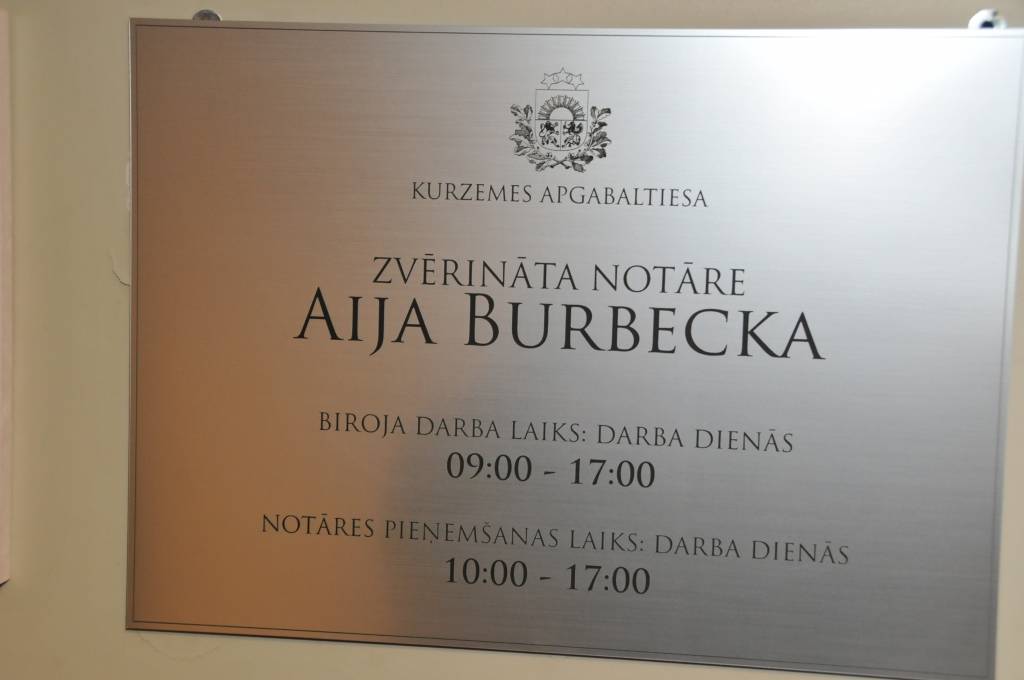 KURZEMES APGABALTIESA
ZVĒRINĀTA NOTĀRE
AIJA BURBECKA
BIROJA DARBA LAIKS: DARBA DIENĀS
09:00 - 17:00
NOTĀRES PIEŅEMŠANAS LAIKS: DARBA DIENĀS
10:00 - 17:00